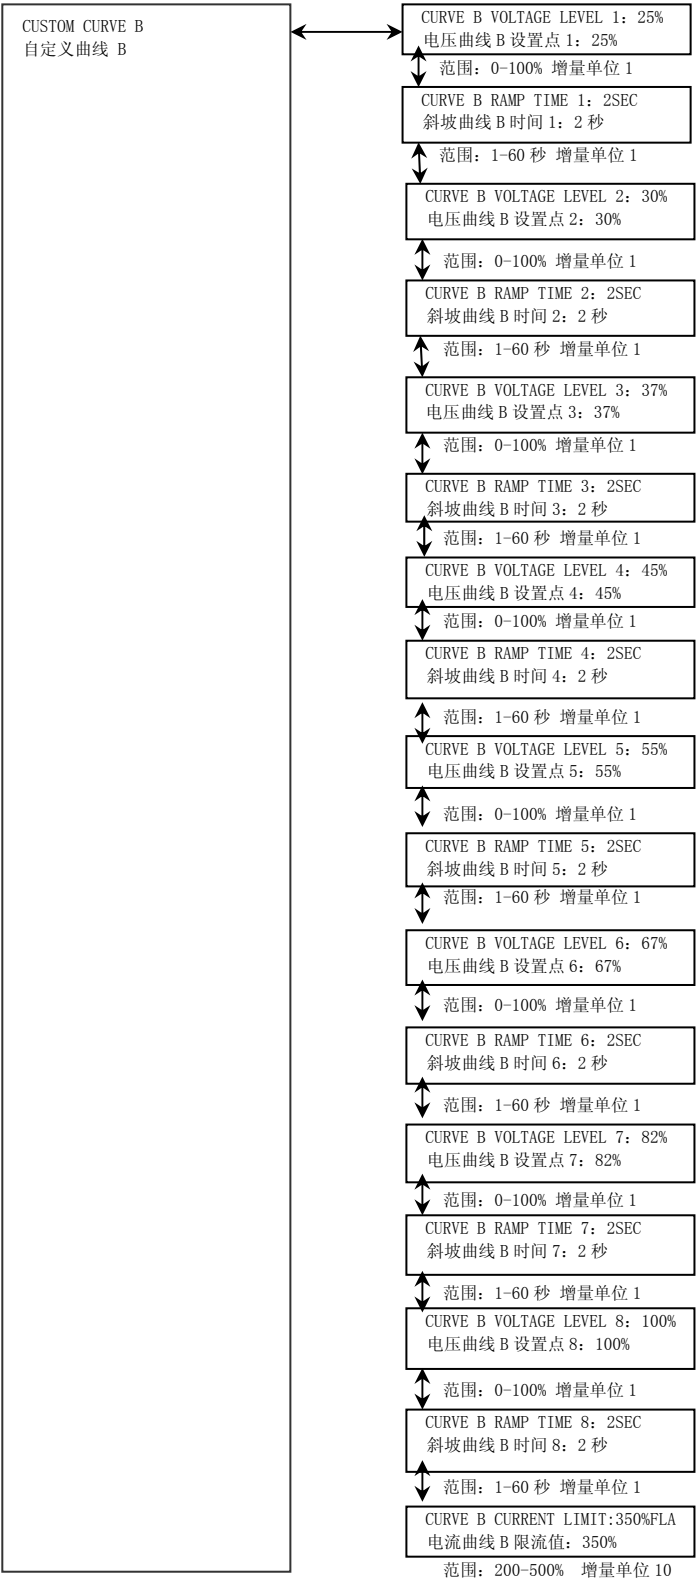 CUSTOM CURVE B
自定义曲线 B
CURVE B VOLTAGE LEVEL 1：25%
电压曲线 B 设置点 1：25%
范围：0-100% 增量单位 1
CURVE B RAMP TIME 1：2SEC
斜坡曲线 B 时间 1：2 秒
范围：1-60 秒 增量单位 1
CURVE B VOLTAGE LEVEL 2：30%
电压曲线 B 设置点 2：30%
范围：0-100% 增量单位 1
CURVE B RAMP TIME 2：2SEC
斜坡曲线 B 时间 2：2 秒
范围：1-60 秒 增量单位 1
CURVE B VOLTAGE LEVEL 3：37%
电压曲线 B 设置点 3：37%
范围：0-100% 增量单位 1
CURVE B RAMP TIME 3：2SEC
斜坡曲线 B 时间 3：2 秒
范围：1-60 秒 增量单位 1
CURVE B VOLTAGE LEVEL 4：45%
电压曲线 B 设置点 4：45%
范围：0-100% 增量单位 1
CURVE B RAMP TIME 4：2SEC
斜坡曲线 B 时间 4：2 秒
范围：1-60 秒 增量单位 1
CURVE B VOLTAGE LEVEL 5：55%
电压曲线 B 设置点 5：55%
范围：0-100% 增量单位 1
CURVE B RAMP TIME 5：2SEC
斜坡曲线 B 时间 5：2 秒
范围：1-60 秒 增量单位 1
CURVE B VOLTAGE LEVEL 6：67%
电压曲线 B 设置点 6：67%
范围：0-100% 增量单位 1
CURVE B RAMP TIME 6：2SEC
斜坡曲线 B 时间 6：2 秒
范围：1-60 秒 增量单位 1
CURVE B VOLTAGE LEVEL 7：82%
电压曲线 B 设置点 7：82%
范围：0-100% 增量单位 1
CURVE B RAMP TIME 7：2SEC
斜坡曲线 B 时间 7：2 秒
范围：1-60 秒 增量单位 1
CURVE B VOLTAGE LEVEL 8：100%
电压曲线 B 设置点 8：100%
范围：0-100% 增量单位 1
CURVE B RAMP TIME 8：2SEC
斜坡曲线 B 时间 8：2 秒
范围：1-60 秒 增量单位 1
CURVE B CURRENT LIMIT:350%FLA
电流曲线 B 限流值：350%
范围：200-500% 增量单位 10